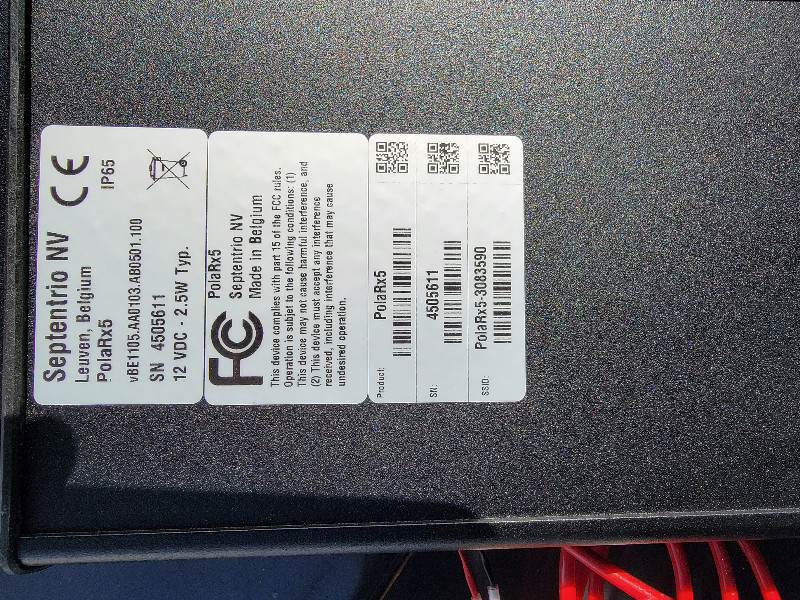 Septentrio NV
Leuven, Belgium
PolaRx5
IP65
vBE1105.AA0103.AB0501.100
SN 4505611
12 VDC - 2.5W Typ.
FC PolaRx5
Septentrio NV
Made in Belgium
This device complies with part 15 of the FCC rules.
Operation is subjet to the following conditions: (1)
This device may not cause harmful interference, and
(2) This device must accept any interference
received, including interference that may cause
undesired operation.
Product: PolaRx5
SN: 4505611
SSID: PolaRx5-3083590